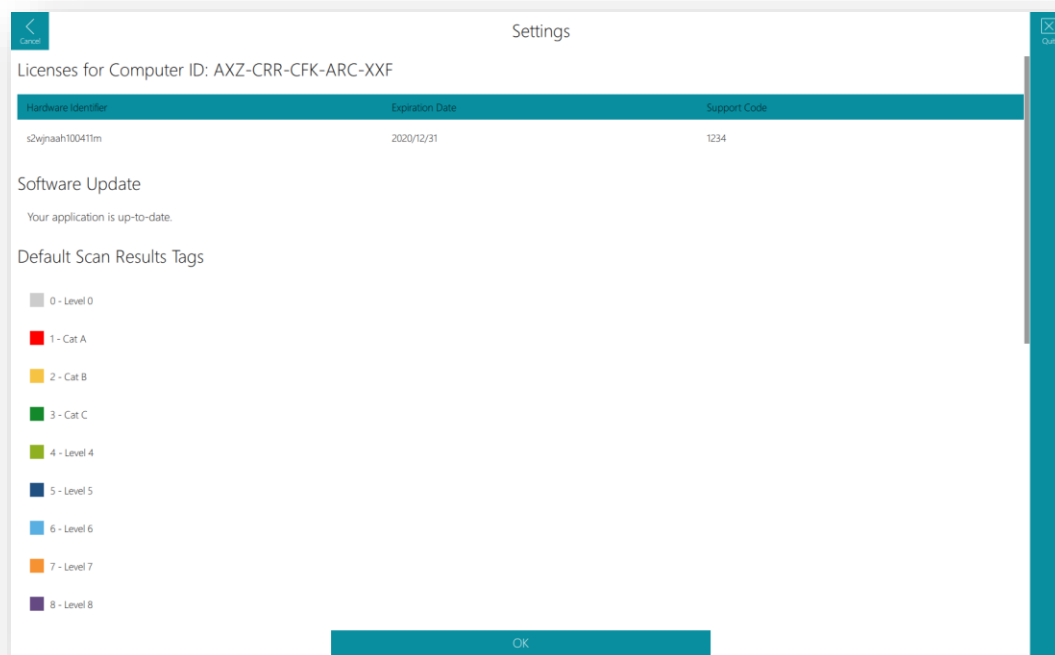 Cancel
Settings
Quit
Licenses for Computer ID: AXZ-CRR-CFK-ARC-XXF
Hardware Identifier Expiration Date Support Code
s2wjnaah100411m 2020/12/31 1234
Software Update
Your application is up-to-date.
Default Scan Results Tags
0 - Level 0
1 - Cat A
2 - Cat B
3 - Cat C
4 - Level 4
5 - Level 5
6 - Level 6
7 - Level 7
8 - Level 8
OK